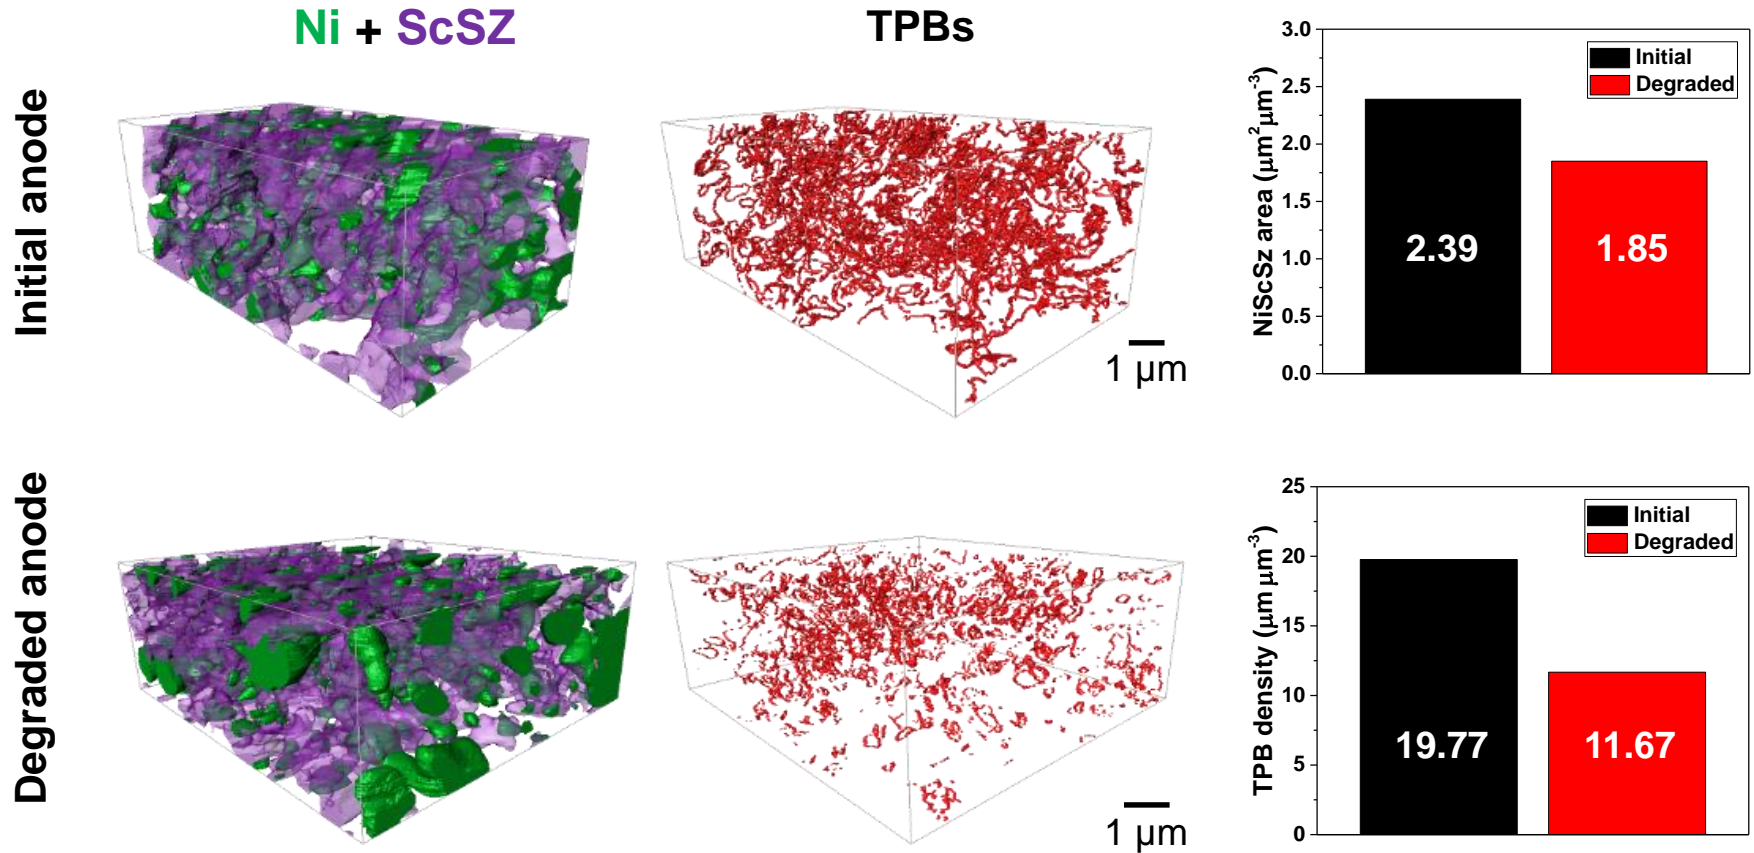 Ni + ScSZ
TPBs
Initial anode
1 μm
3.0
2.5
2.0
1.5
1.0
0.5
0.0
NiScSz area (μm²μm⁻³)
Initial
Degraded
2.39
1.85
Degraded anode
1 μm
25
20
15
10
5
0
TPB density (μm μm⁻³)
Initial
Degraded
19.77
11.67